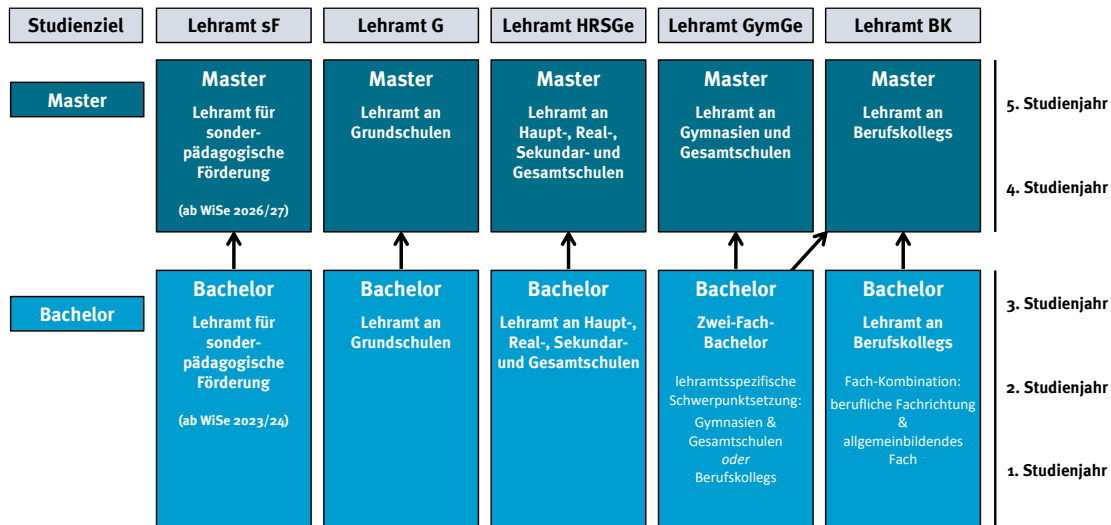 Studienziel
Lehramt sF
Lehramt G
Lehramt HRSGe
Lehramt GymGe
Lehramt BK
Master
Master
Lehramt für
sonder-
pädagogische
Förderung
(ab WiSe 2026/27)
Master
Lehramt an
Grundschulen
Master
Lehramt an
Haupt-, Real-,
Sekundar- und
Gesamtschulen
Master
Lehramt an
Gymnasien und
Gesamtschulen
Master
Lehramt an
Berufskollegs
5. Studienjahr
4. Studienjahr
Bachelor
Bachelor
Lehramt für
sonder-
pädagogische
Förderung
(ab WiSe 2023/24)
Bachelor
Lehramt an
Grundschulen
Bachelor
Lehramt an Haupt-,
Real-, Sekundar-
und Gesamtschulen
Bachelor
Zwei-Fach-
Bachelor
lehramtsspezifische
Schwerpunktsetzung:
Gymnasien &
Gesamtschulen
oder
Berufskollegs
Bachelor
Lehramt an
Berufskollegs
Fach-Kombination:
berufliche Fachrichtung
&
allgemeinbildendes
Fach
3. Studienjahr
2. Studienjahr
1. Studienjahr